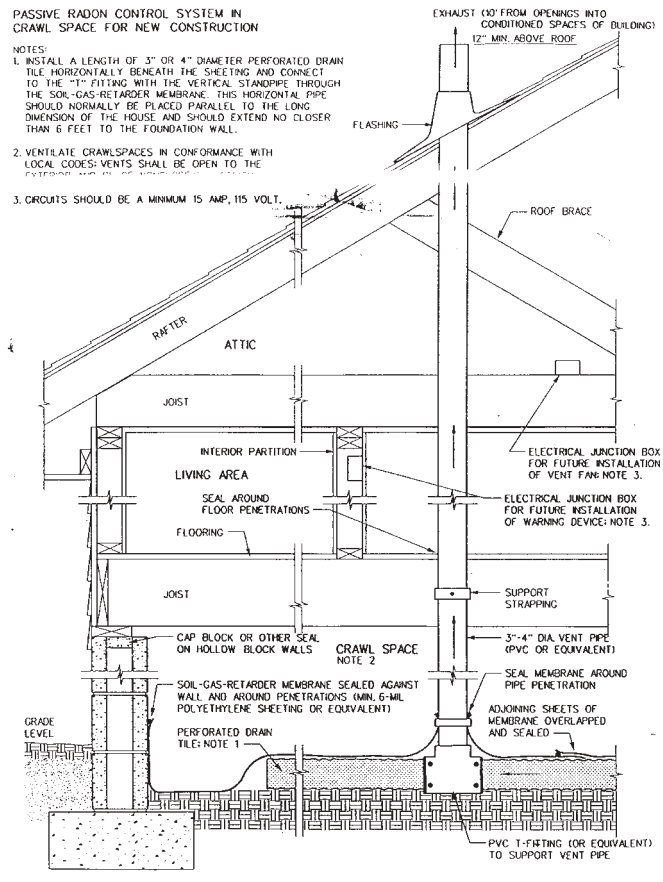 PASSIVE RADON CONTROL SYSTEM IN
CRAWL SPACE FOR NEW CONSTRUCTION
NOTES:
1. INSTALL A LENGTH OF 3" OR 4" DIAMETER PERFORATED DRAIN
TILE HORIZONTALLY BENEATH THE SHEETING AND CONNECT
TO THE "T" FITTING WITH THE VERTICAL STANDPIPE THROUGH
THE SOIL-GAS-RETARDER MEMBRANE. THIS HORIZONTAL PIPE
SHOULD NORMALLY BE PLACED PARALLEL TO THE LONG
DIMENSION OF THE HOUSE AND SHOULD EXTEND NO CLOSER
THAN 6 FEET TO THE FOUNDATION WALL.
2. VENTILATE CRAWLSPACES IN CONFORMANCE WITH
LOCAL CODES; VENTS SHALL BE OPEN TO THE
EXTERIOR AND
3. CIRCUITS SHOULD BE A MINIMUM 15 AMP, 115 VOLT.
EXHAUST (10' FROM OPENINGS INTO
CONDITIONED SPACES OF BUILDING)
12" MIN. ABOVE ROOF
FLASHING
ROOF BRACE
RAFTER
ATTIC
JOIST
INTERIOR PARTITION
LIVING AREA
SEAL AROUND
FLOOR PENETRATIONS
FLOORING
ELECTRICAL JUNCTION BOX
FOR FUTURE INSTALLATION
OF VENT FAN; NOTE 3.
ELECTRICAL JUNCTION BOX
FOR FUTURE INSTALLATION
OF WARNING DEVICE; NOTE 3.
JOIST
SUPPORT
STRAPPING
CAP BLOCK OR OTHER SEAL
ON HOLLOW BLOCK WALLS
CRAWL SPACE
NOTE 2
3"-4" DIA. VENT PIPE
(PVC OR EQUIVALENT)
SEAL MEMBRANE AROUND
PIPE PENETRATION
SOIL-GAS-RETARDER MEMBRANE SEALED AGAINST
WALL AND AROUND PENETRATIONS (MIN. 6-MIL
POLYETHYLENE SHEETING OR EQUIVALENT)
ADJOINING SHEETS OF
MEMBRANE OVERLAPPED
AND SEALED
GRADE
LEVEL
PERFORATED DRAIN
TILE; NOTE 1
PVC T-FITTING (OR EQUIVALENT)
TO SUPPORT VENT PIPE